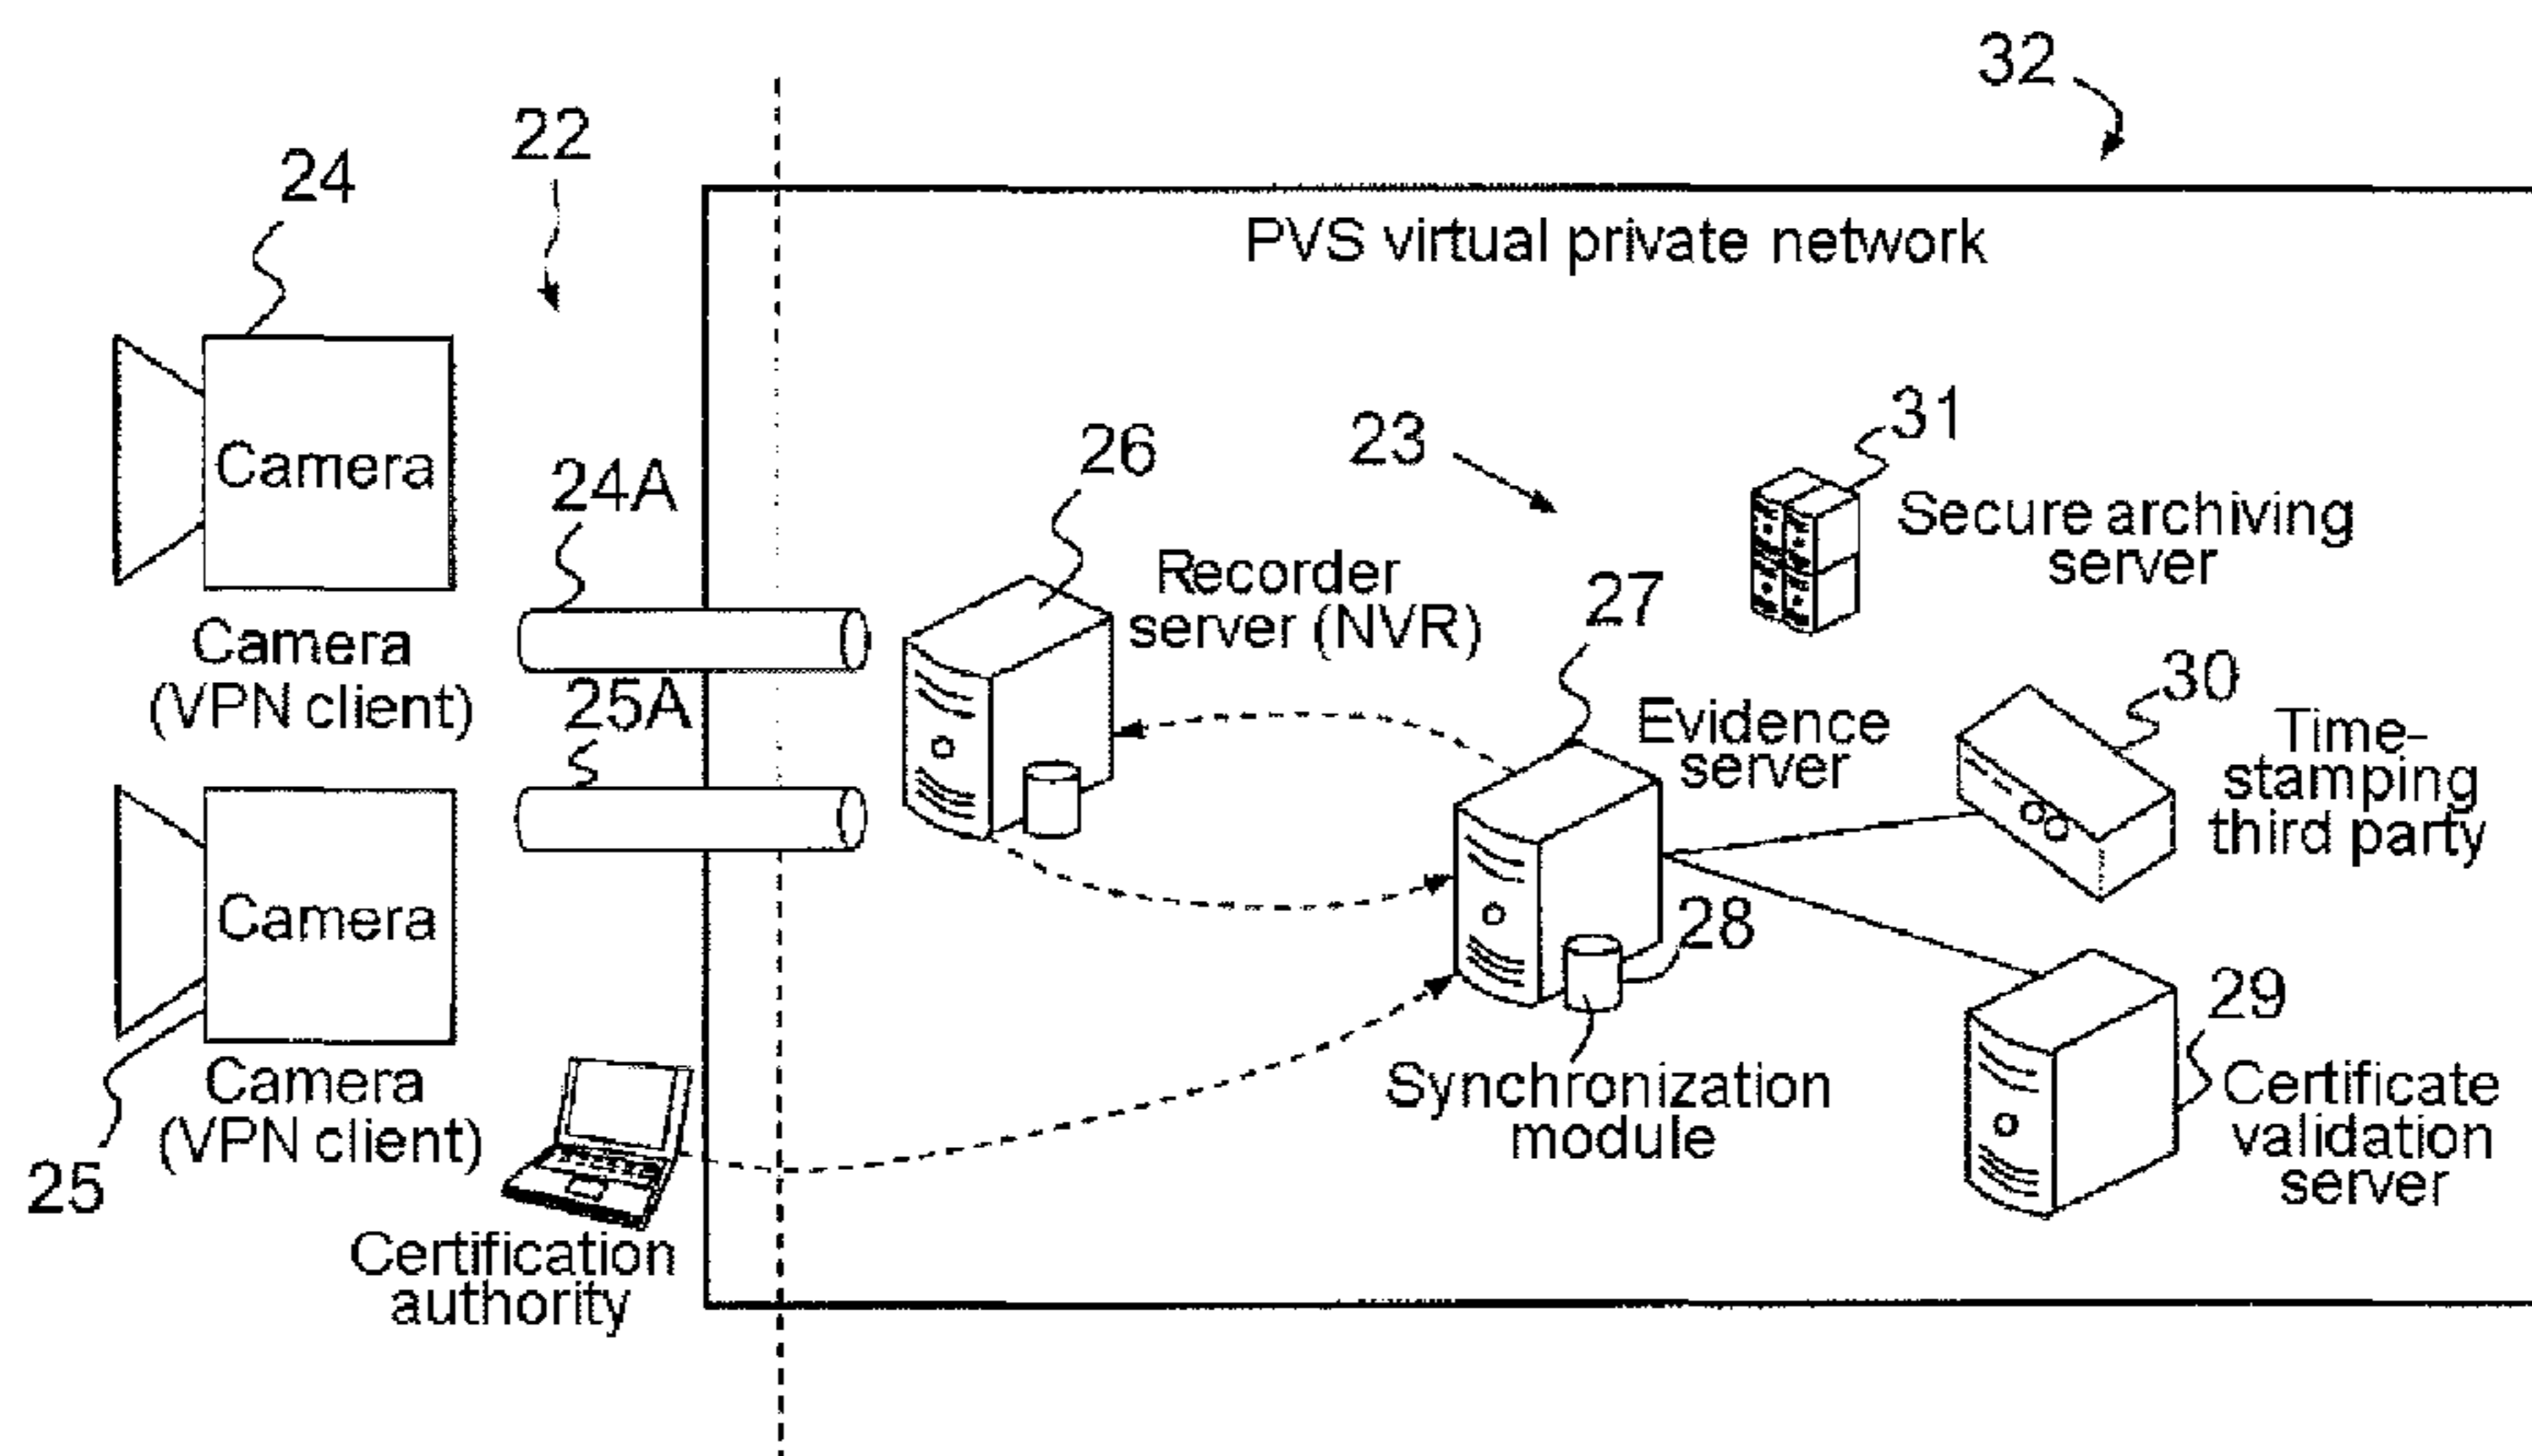 32
22
24
PVS virtual private network
31
23
26
Camera
24A
Secure archiving
server
Recorder
server (NVR)
27
Camera
(VPN client)
25A
30
Evidence
server
Time-
stamping
third party
Camera
28
29
Synchronization
module
Certificate
validation
server
Camera
(VPN client)
25
Certification
authority